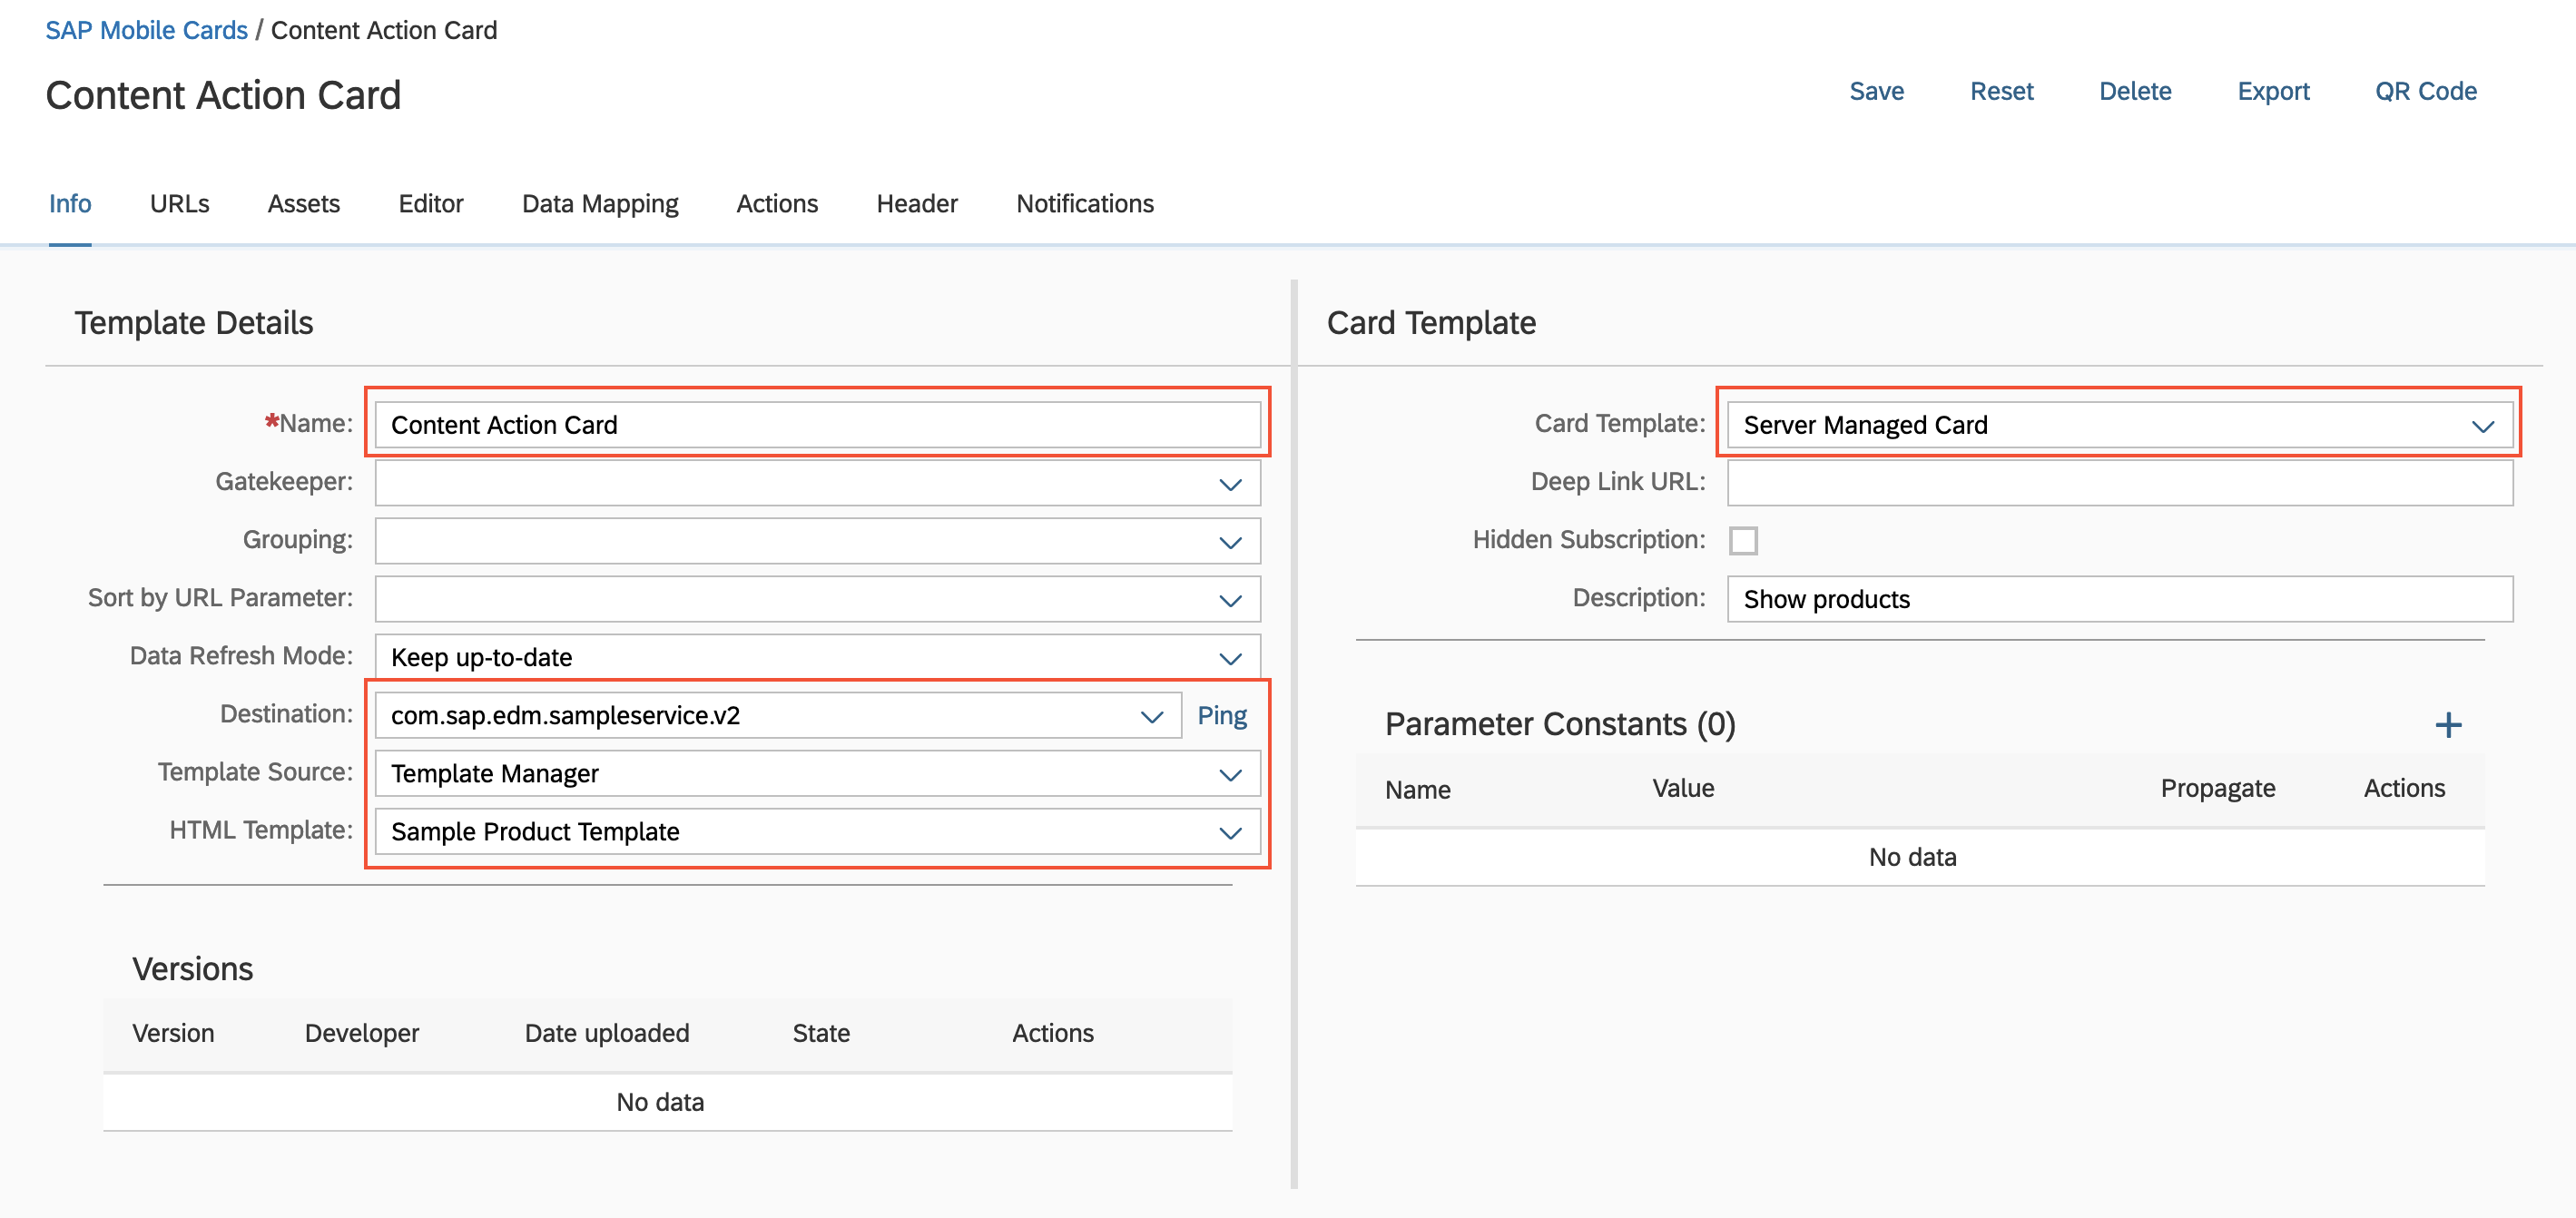 SAP Mobile Cards / Content Action Card
Content Action Card
Save Reset Delete Export QR Code
Info URLs Assets Editor Data Mapping Actions Header Notifications
Template Details
*Name: Content Action Card
Gatekeeper:
Grouping:
Sort by URL Parameter:
Data Refresh Mode: Keep up-to-date
Destination: com.sap.edm.sampleservice.v2 Ping
Template Source: Template Manager
HTML Template: Sample Product Template
Versions
Version Developer Date uploaded State Actions
No data
Card Template
Card Template: Server Managed Card
Deep Link URL:
Hidden Subscription:
Description: Show products
Parameter Constants (0)
Name Value Propagate Actions
No data